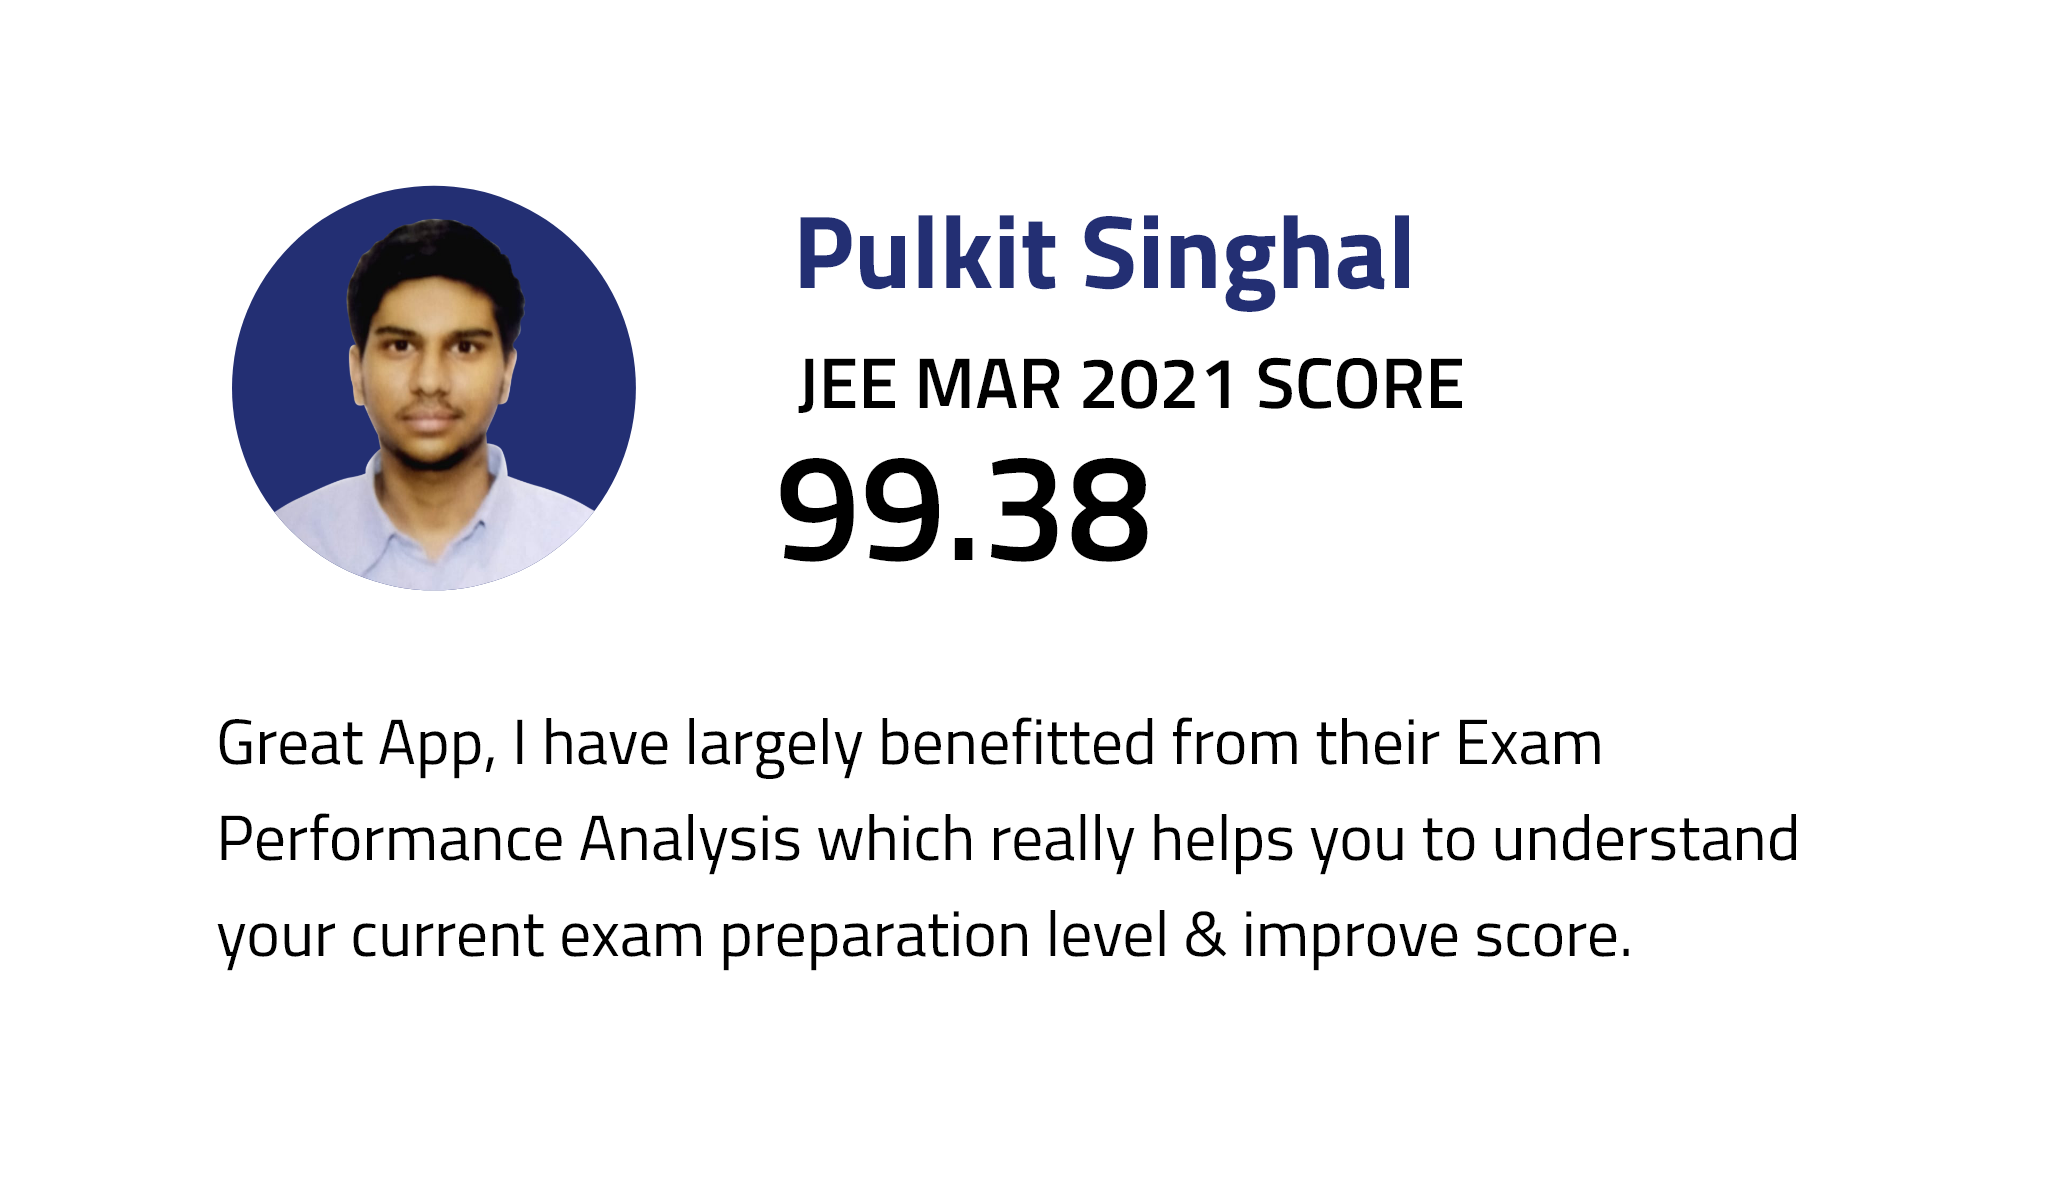 Pulkit Singhal
JEE MAR 2021 SCORE
99.38
Great App, I have largely benefitted from their Exam
Performance Analysis which really helps you to understand
your current exam preparation level & improve score.